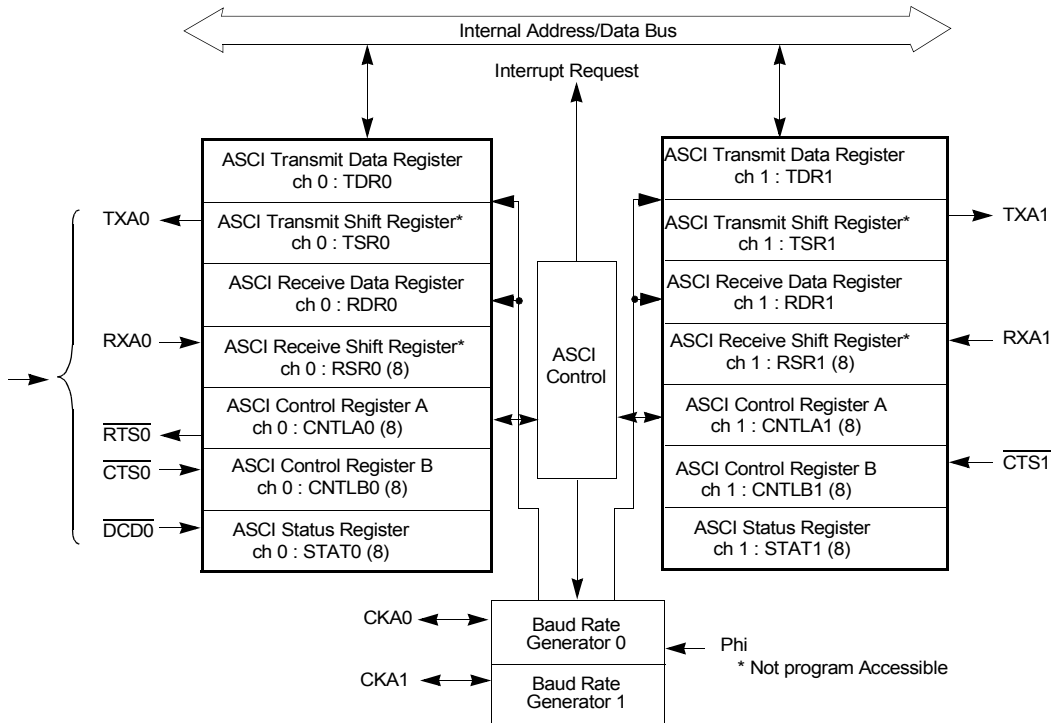 Internal Address/Data Bus
Interrupt Request
ASCI Transmit Data Register
ch 0 : TDR0
ASCI Transmit Shift Register*
ch 0 : TSR0
ASCI Receive Data Register
ch 0 : RDR0
ASCI Receive Shift Register*
ch 0 : RSR0 (8)
ASCI Control Register A
ch 0 : CNTLA0 (8)
ASCI Control Register B
ch 0 : CNTLB0 (8)
ASCI Status Register
ch 0 : STAT0 (8)
TXA0
RXA0
RTS0
CTS0
DCD0
ASCI
Control
ASCI Transmit Data Register
ch 1 : TDR1
ASCI Transmit Shift Register*
ch 1 : TSR1
ASCI Receive Data Register
ch 1 : RDR1
ASCI Receive Shift Register*
ch 1 : RSR1 (8)
ASCI Control Register A
ch 1 : CNTLA1 (8)
ASCI Control Register B
ch 1 : CNTLB1 (8)
ASCI Status Register
ch 1 : STAT1 (8)
TXA1
RXA1
CTS1
CKA0
Baud Rate
Generator 0
Phi
* Not program Accessible
CKA1
Baud Rate
Generator 1